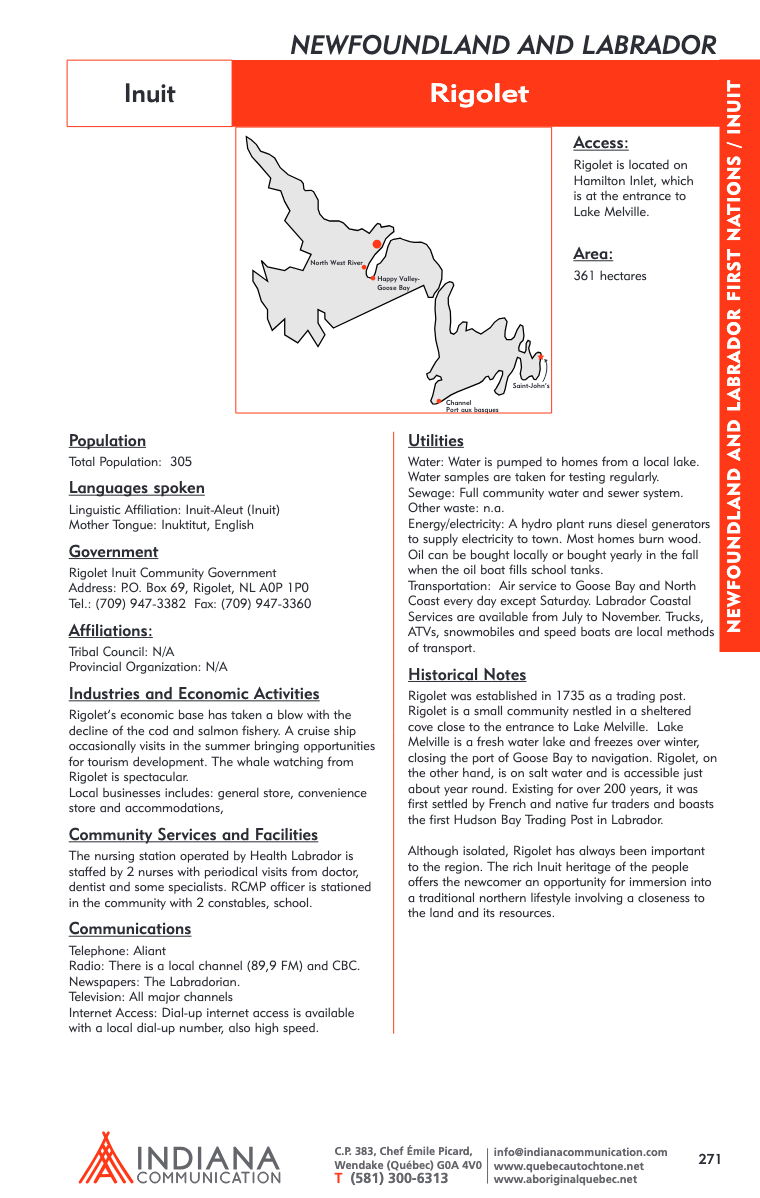 NEWFOUNDLAND AND LABRADOR
Inuit
Rigolet
NEWFOUNDLAND AND LABRADOR FIRST NATIONS / INUIT
North West River
Happy Valley-
Goose Bay
Saint-John's
Channel
Port aux basques
Access:
Rigolet is located on
Hamilton Inlet, which
is at the entrance to
Lake Melville.
Area:
361 hectares
Population
Total Population:  305
Languages spoken
Linguistic Affiliation: Inuit-Aleut (Inuit)
Mother Tongue: Inuktitut, English
Government
Rigolet Inuit Community Government
Address: P.O. Box 69, Rigolet, NL A0P 1P0
Tel.: (709) 947-3382  Fax: (709) 947-3360
Affiliations:
Tribal Council: N/A
Provincial Organization: N/A
Industries and Economic Activities
Rigolet's economic base has taken a blow with the
decline of the cod and salmon fishery. A cruise ship
occasionally visits in the summer bringing opportunities
for tourism development. The whale watching from
Rigolet is spectacular.
Local businesses includes: general store, convenience
store and accommodations,
Community Services and Facilities
The nursing station operated by Health Labrador is
staffed by 2 nurses with periodical visits from doctor,
dentist and some specialists. RCMP officer is stationed
in the community with 2 constables, school.
Communications
Telephone: Aliant
Radio: There is a local channel (89,9 FM) and CBC.
Newspapers: The Labradorian.
Television: All major channels
Internet Access: Dial-up internet access is available
with a local dial-up number, also high speed.
Utilities
Water: Water is pumped to homes from a local lake.
Water samples are taken for testing regularly.
Sewage: Full community water and sewer system.
Other waste: n.a.
Energy/electricity: A hydro plant runs diesel generators
to supply electricity to town. Most homes burn wood.
Oil can be bought locally or bought yearly in the fall
when the oil boat fills school tanks.
Transportation:  Air service to Goose Bay and North
Coast every day except Saturday. Labrador Coastal
Services are available from July to November. Trucks,
ATVs, snowmobiles and speed boats are local methods
of transport.
Historical Notes
Rigolet was established in 1735 as a trading post.
Rigolet is a small community nestled in a sheltered
cove close to the entrance to Lake Melville.  Lake
Melville is a fresh water lake and freezes over winter,
closing the port of Goose Bay to navigation. Rigolet, on
the other hand, is on salt water and is accessible just
about year round. Existing for over 200 years, it was
first settled by French and native fur traders and boasts
the first Hudson Bay Trading Post in Labrador.
Although isolated, Rigolet has always been important
to the region. The rich Inuit heritage of the people
offers the newcomer an opportunity for immersion into
a traditional northern lifestyle involving a closeness to
the land and its resources.
INDIANA
COMMUNICATION
C.P. 383, Chef Émile Picard,
Wendake (Québec) G0A 4V0
T (581) 300-6313
info@indianacommunication.com
www.quebecautochtone.net
www.aboriginalquebec.net
271